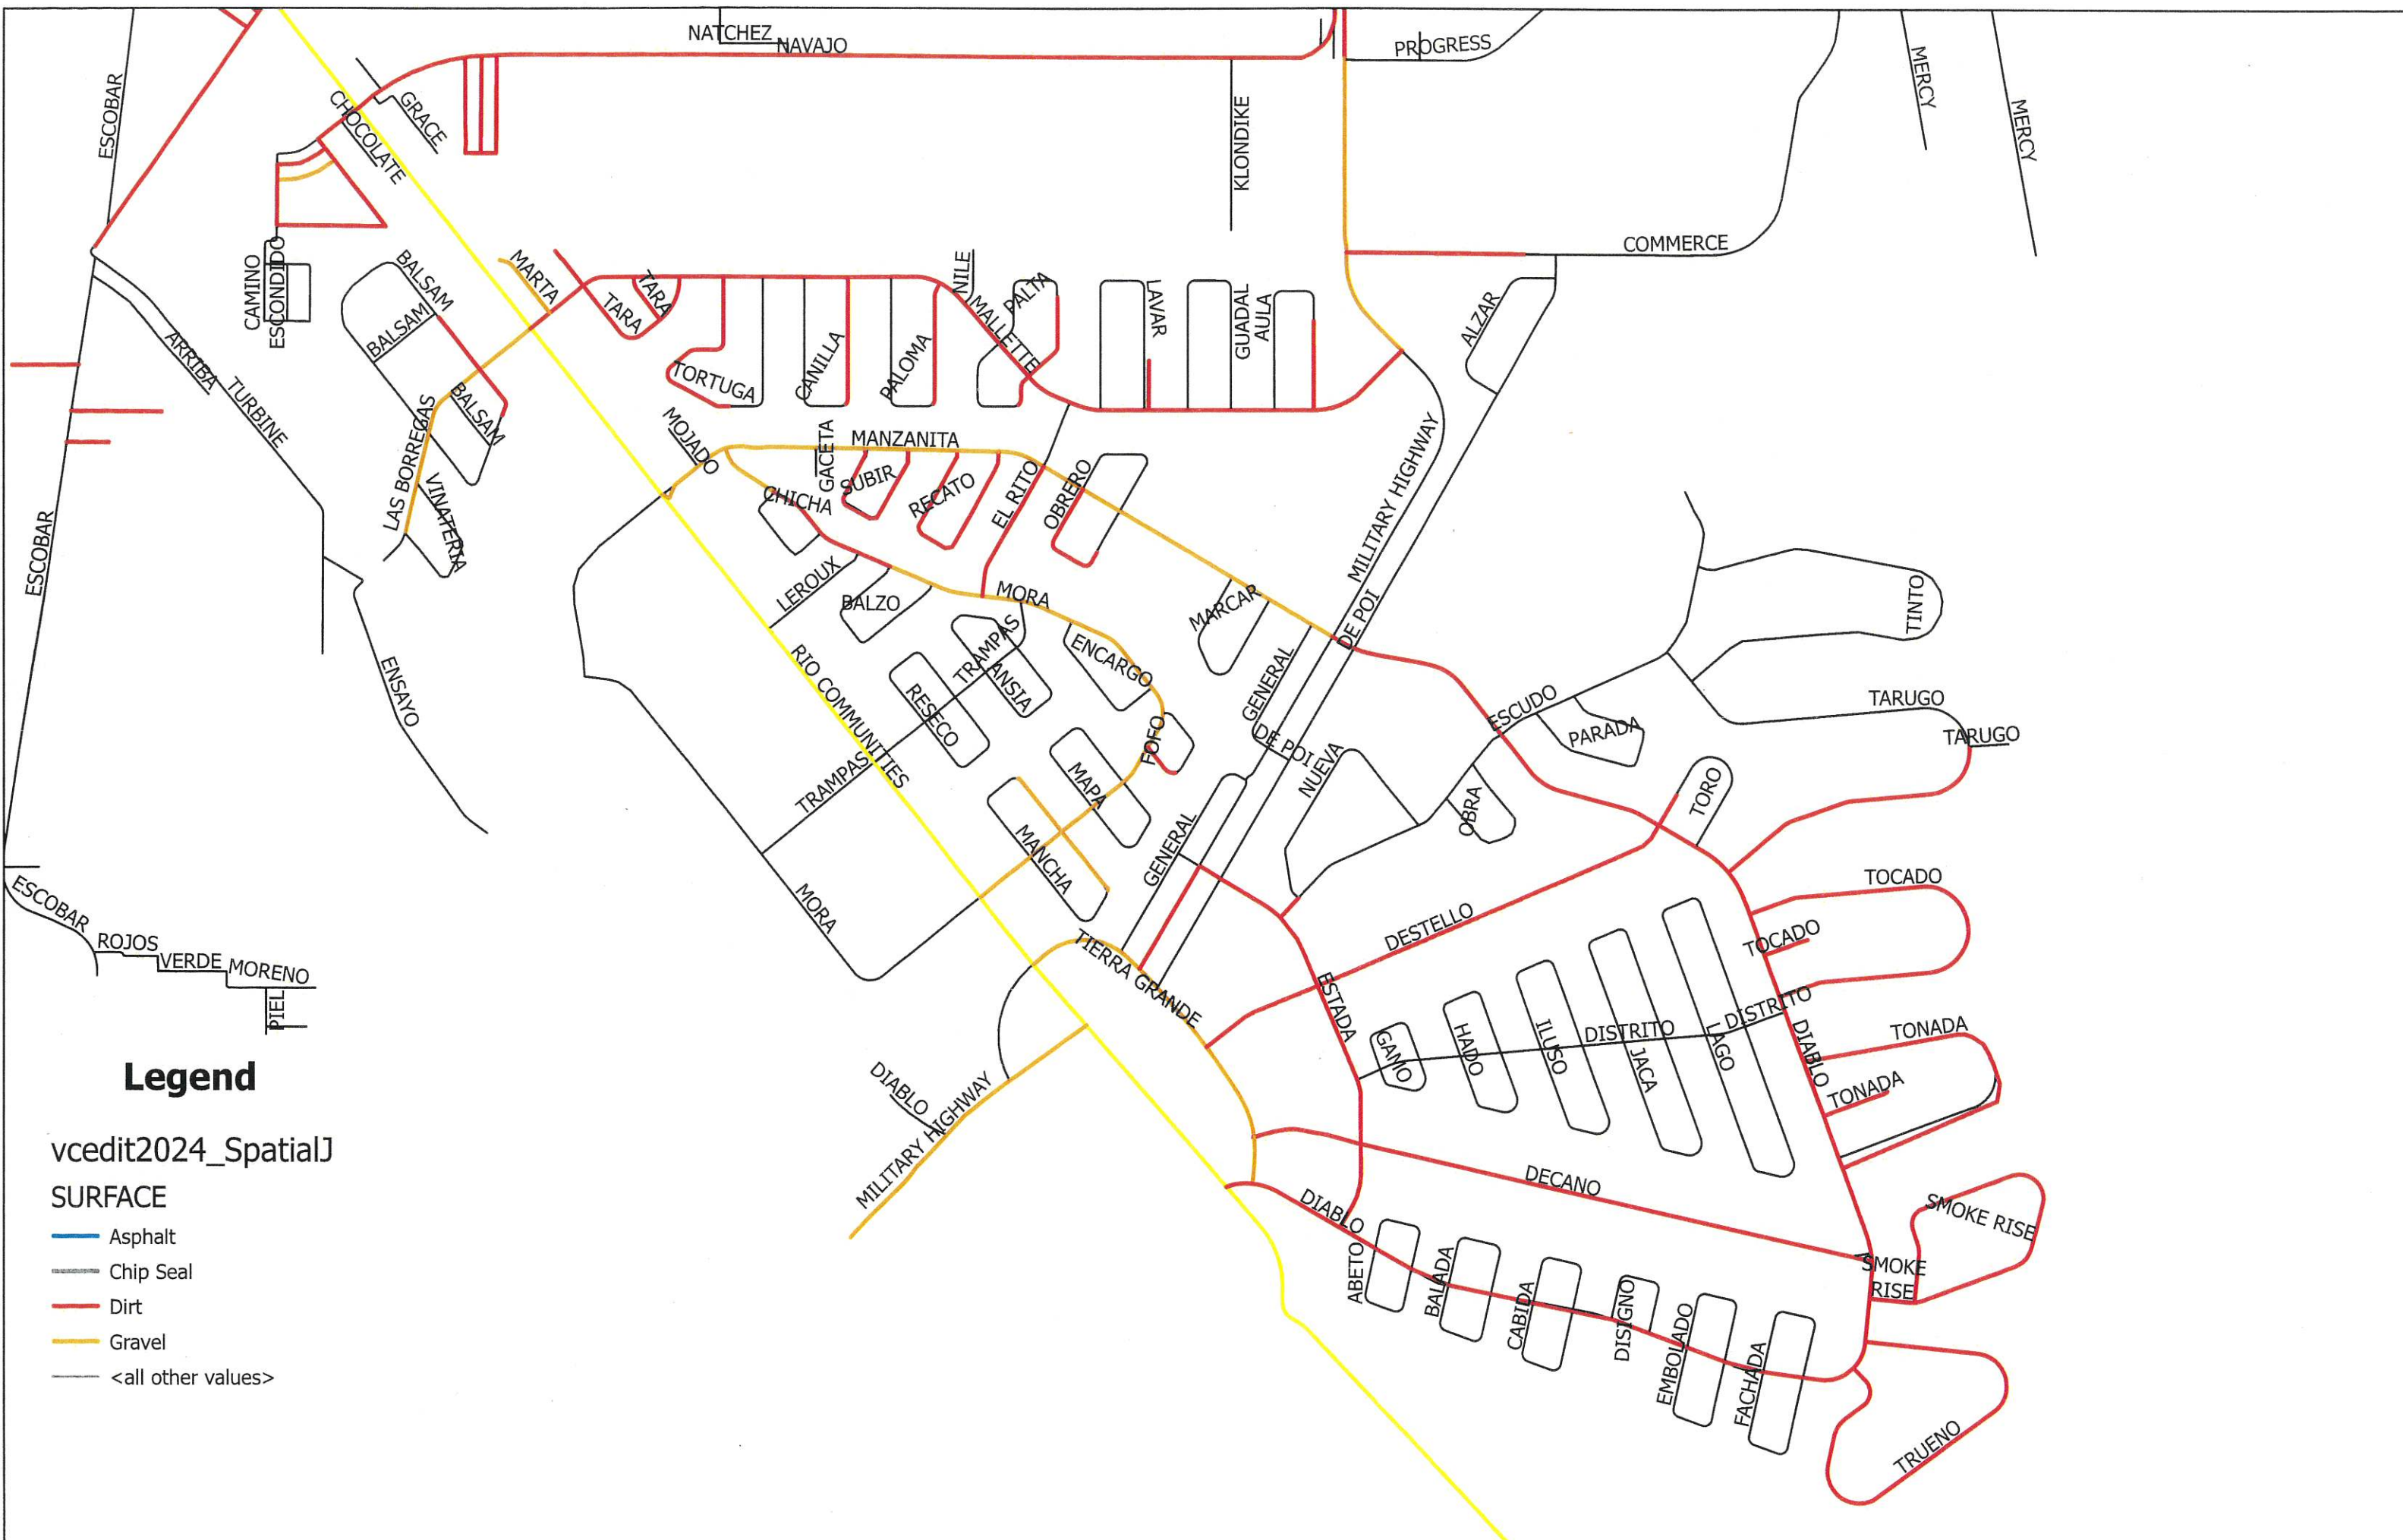 NATCHEZ
NAVAJO
PROGRESS
ESCOBAR
CHOCOLATE
GRACE
KLONDIKE
MERCY
MERCY
COMMERCE
CAMINO
ESCONDIDO
BALSAM
BALSAM
BALSAM
MARTA
TARA
TARA
NILE
PALTA
MALLETTE
LAVAR
GUADAL
AULA
ALZAR
ARRIBA
TURBINE
TORTUGA
CANILLA
PALOMA
LAS BORREGAS
VINATERIA
MOJADO
GACETA
MANZANITA
CHICHA
SUBIR
RECATO
EL RITO
OBRERO
MILITARY HIGHWAY
ESCOBAR
ENSAYO
LEROUX
BALZO
MORA
MARCAR
DE POI
TINTO
RIO COMMUNITIES
TRAMPAS
ANSIA
RESECO
ENCARGO
GENERAL
DE POI
NUEVA
ESCUDO
PARADA
TARUGO
TARUGO
FOFO
TRAMPAS
MAPA
MANCHA
GENERAL
OBRA
TORO
MORA
ESCOBAR
ROJOS
VERDE
MORENO
PIEL
TIERRA GRANDE
DESTELLO
TOCADO
TOCADO
ESTADA
GAMO
HADO
ILUSO
DISTRITO
JACA
LAGO
DISTRITO
DIABLO
TONADA
TONADA
DIABLO
MILITARY HIGHWAY
DECANO
DIABLO
SMOKE RISE
SMOKE
RISE
ABETO
BALADA
CABIDA
DISIGNO
EMBOLADO
FACHADA
TRUENO
Legend
vcedit2024_SpatialJ
SURFACE
Asphalt
Chip Seal
Dirt
Gravel
<all other values>